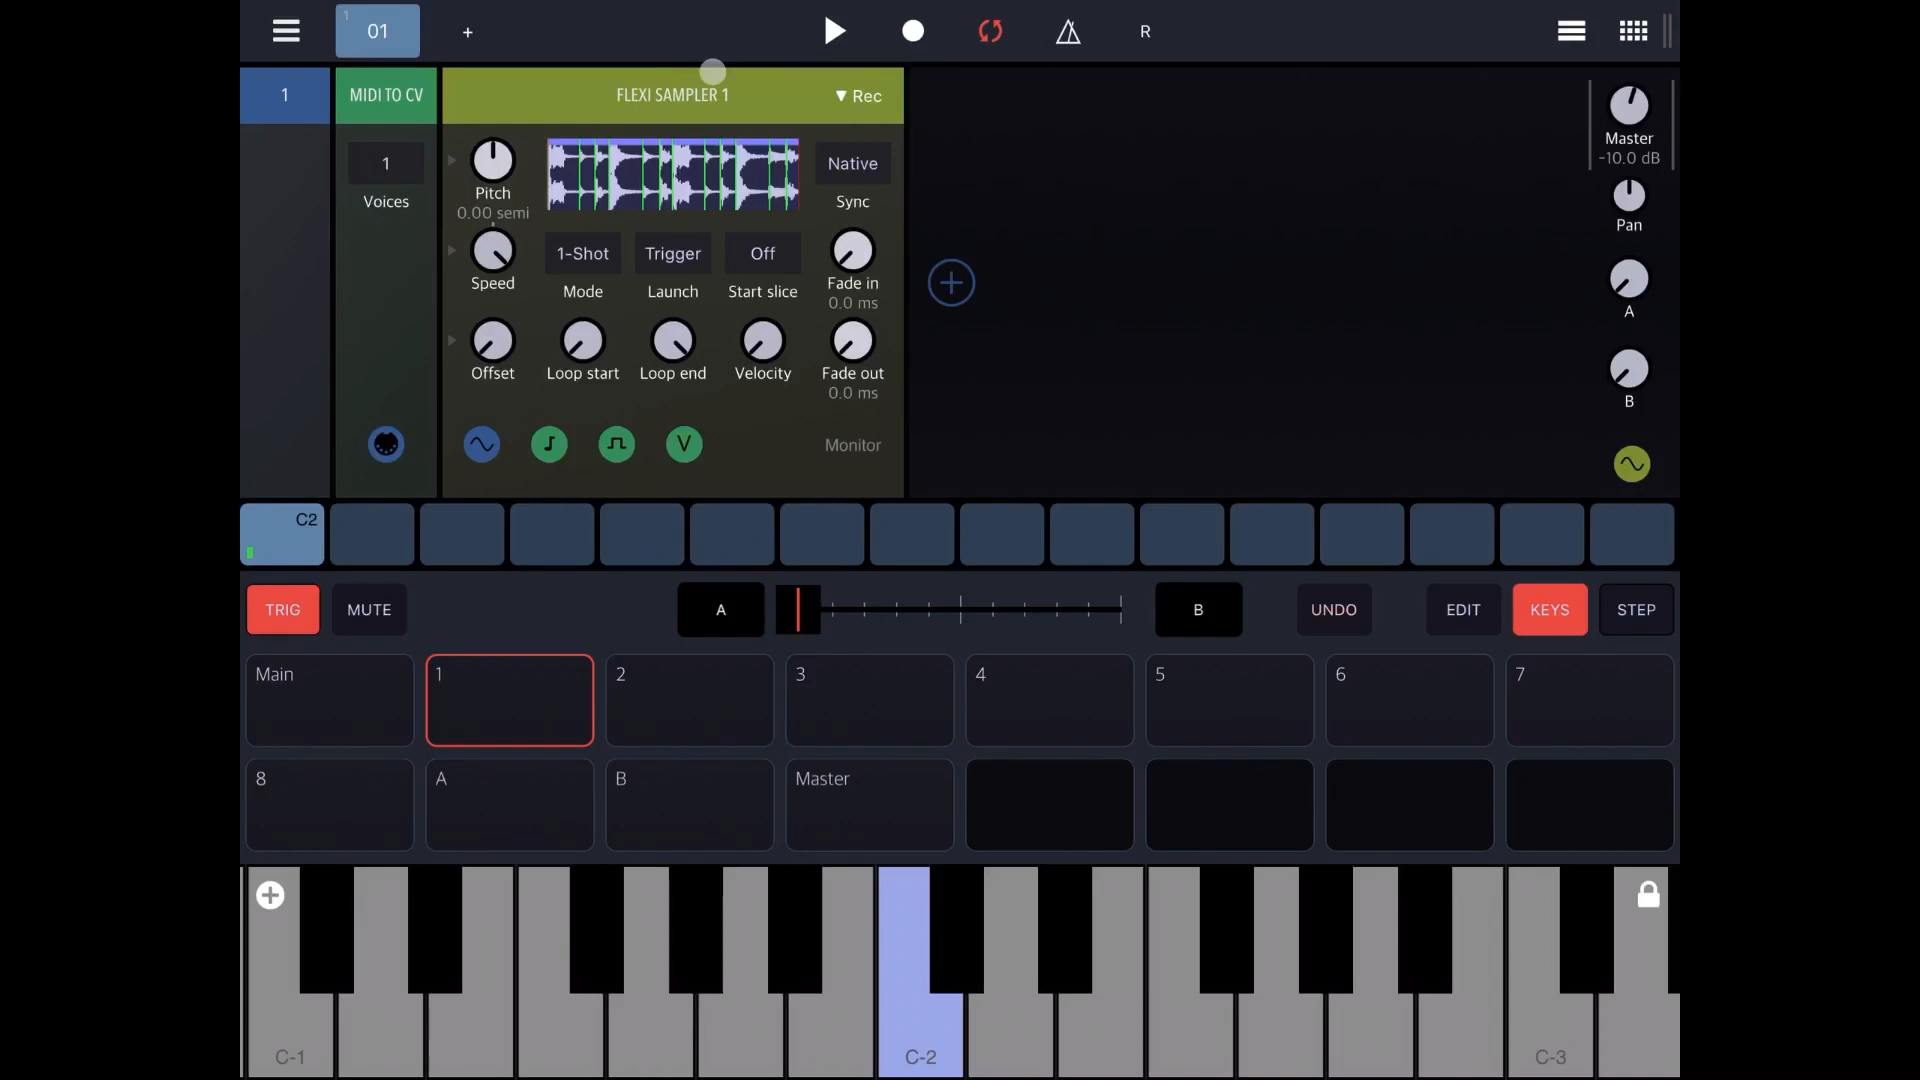 1
01
+
R
1
MIDI TO CV
FLEXI SAMPLER 1
▼ Rec
Master
-10.0 dB
1
Voices
Pitch
0.00 semi
Native
Sync
Pan
Speed
1-Shot
Trigger
Off
Mode
Launch
Start slice
Fade in
0.0 ms
A
Offset
Loop start
Loop end
Velocity
Fade out
0.0 ms
B
V
Monitor
C2
TRIG
MUTE
A
B
UNDO
EDIT
KEYS
STEP
Main
1
2
3
4
5
6
7
8
A
B
Master
C-1
C-2
C-3